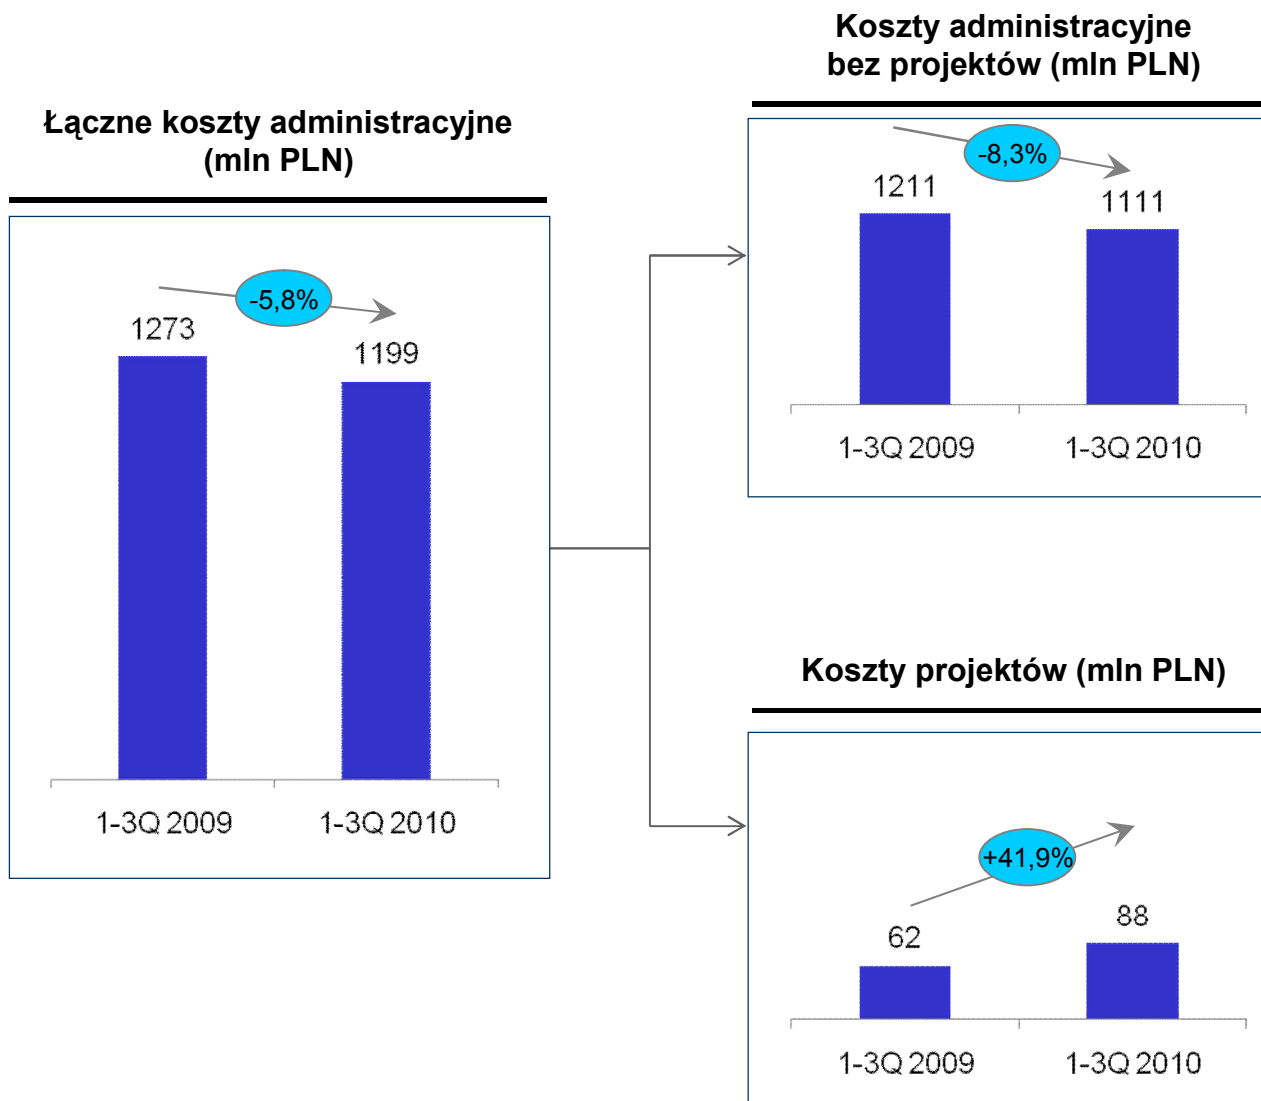 Łączne koszty administracyjne
(mln PLN)
-5,8%
1273
1199
1-3Q 2009
1-3Q 2010
Koszty administracyjne
bez projektów (mln PLN)
-8,3%
1211
1111
1-3Q 2009
1-3Q 2010
Koszty projektów (mln PLN)
+41,9%
62
88
1-3Q 2009
1-3Q 2010